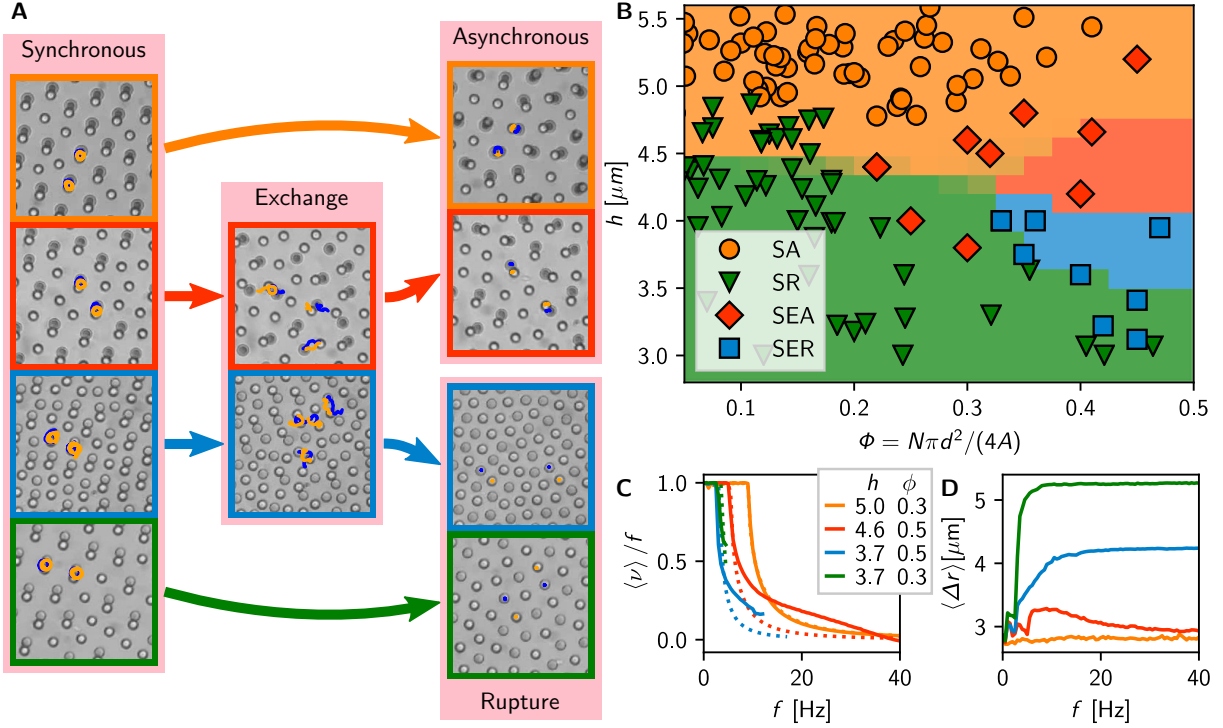 A
Synchronous
Exchange
Asynchronous
Rupture
B
h [μm]
5.5
5.0
4.5
4.0
3.5
3.0
SA
SR
SEA
SER
0.1 0.2 0.3 0.4 0.5
Φ = Nπd²/(4A)
C
⟨ν⟩/f
1.0
0.5
0.0
h ϕ
5.0 0.3
4.6 0.5
3.7 0.5
3.7 0.3
0 20 40
f [Hz]
D
⟨Δr⟩[μm]
5
4
3
0 20 40
f [Hz]